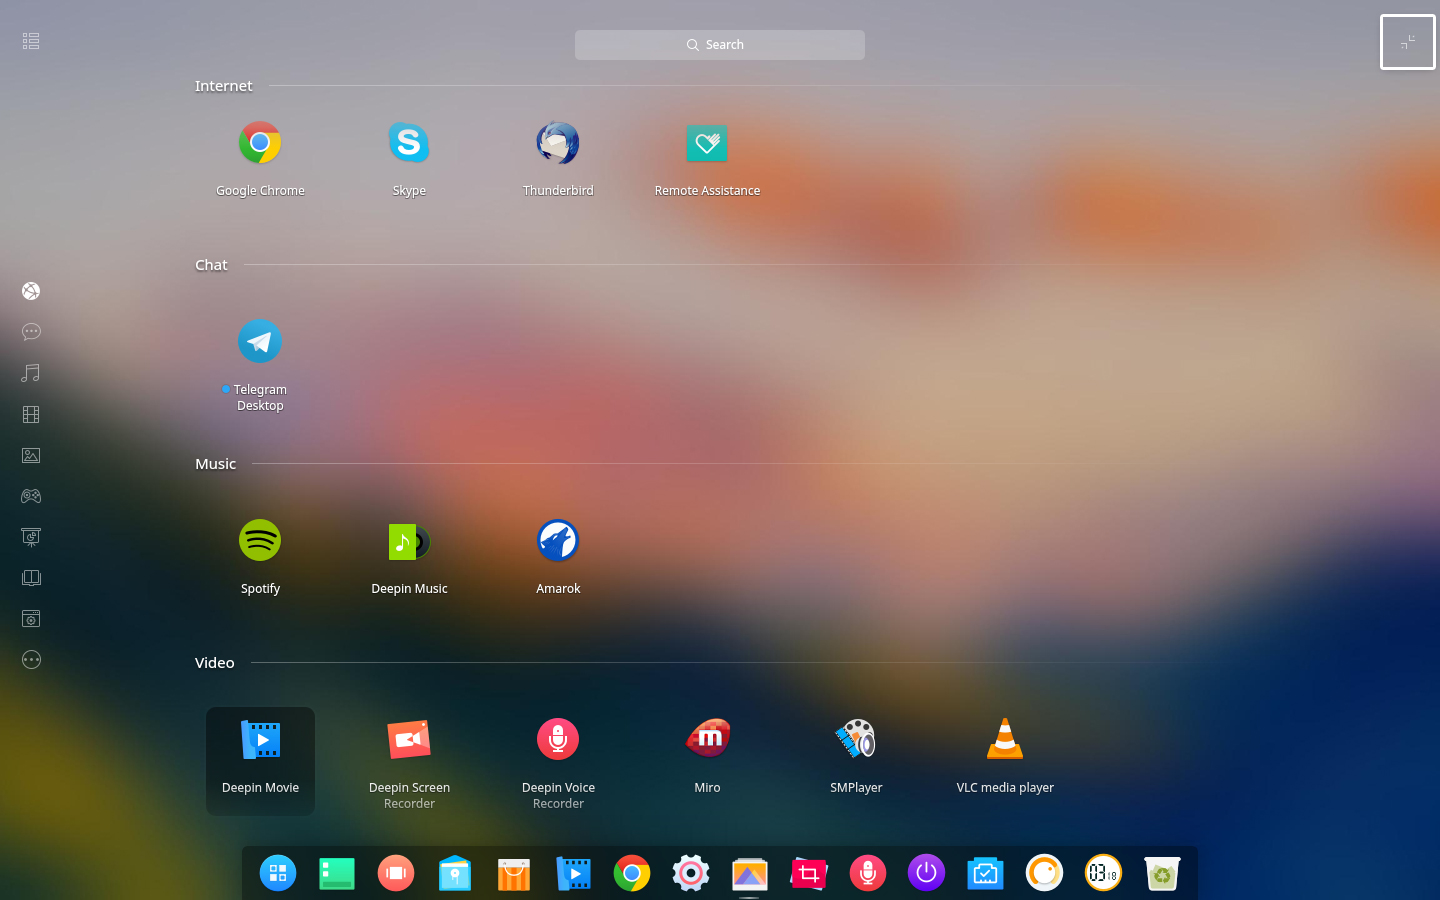 Search
Internet
Google Chrome
Skype
Thunderbird
Remote Assistance
Chat
Telegram
Desktop
Music
Spotify
Deepin Music
Amarok
Video
Deepin Movie
Deepin Screen
Recorder
Deepin Voice
Recorder
Miro
SMPlayer
VLC media player
03 18